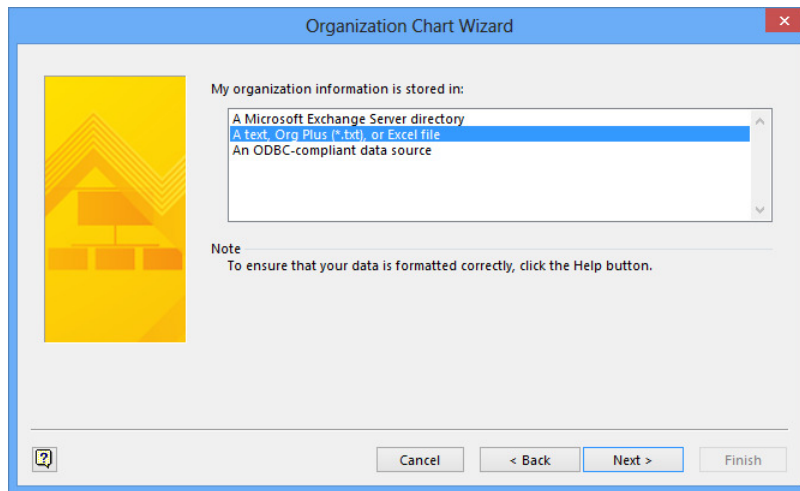 Organization Chart Wizard
My organization information is stored in:
A Microsoft Exchange Server directory
A text, Org Plus (*.txt), or Excel file
An ODBC-compliant data source
Note
To ensure that your data is formatted correctly, click the Help button.
Cancel
< Back
Next >
Finish